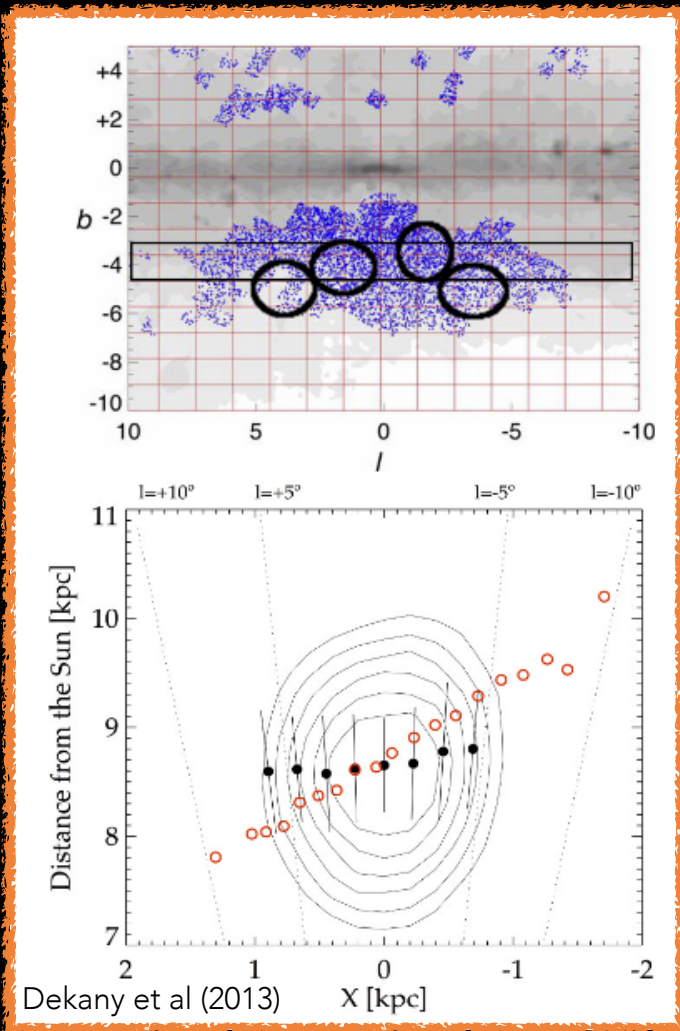 +4
+2
0
b -2
-4
-6
-8
-10
10 5 0 -5 -10
l
l=+10° l=+5° l=-5° l=-10°
11
10
9
8
7
Distance from the Sun [kpc]
2 1 0 -1 -2
Dekany et al (2013) X [kpc]